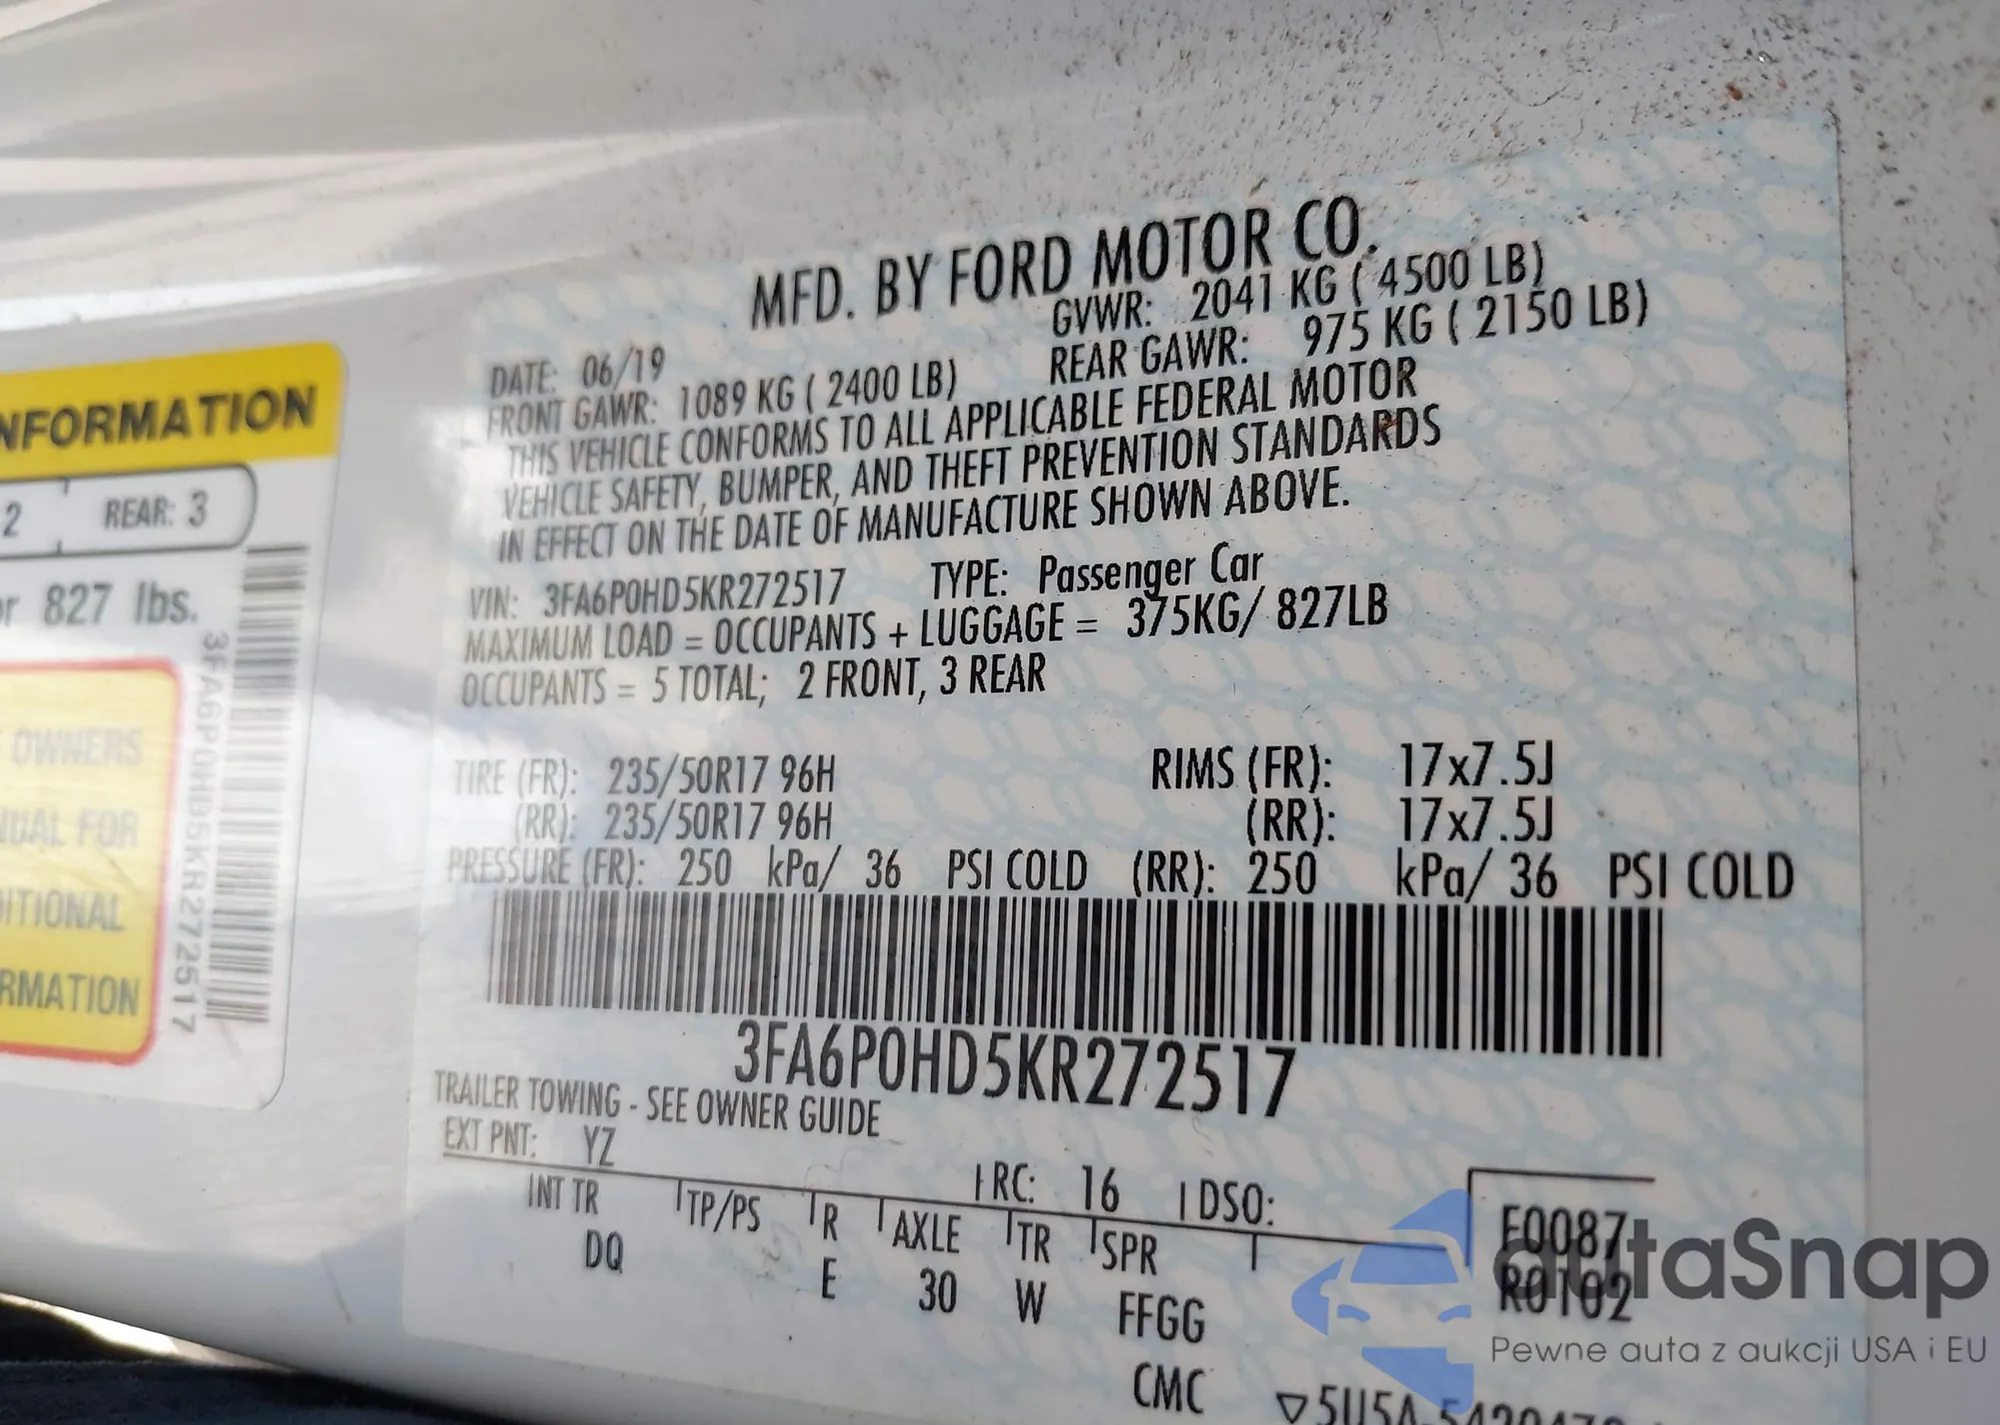 NFORMATION
2 REAR: 3
827 lbs.
OWNERS
FOR
RMATION
3FA6P0HD5KR272517
MFD. BY FORD MOTOR CO.
GVWR: 2041 KG ( 4500 LB)
DATE: 06/19
FRONT GAWR: 1089 KG ( 2400 LB) REAR GAWR: 975 KG ( 2150 LB)
THIS VEHICLE CONFORMS TO ALL APPLICABLE FEDERAL MOTOR
VEHICLE SAFETY, BUMPER, AND THEFT PREVENTION STANDARDS
IN EFFECT ON THE DATE OF MANUFACTURE SHOWN ABOVE.
VIN: 3FA6P0HD5KR272517 TYPE: Passenger Car
MAXIMUM LOAD = OCCUPANTS + LUGGAGE = 375KG/ 827LB
OCCUPANTS = 5 TOTAL; 2 FRONT, 3 REAR
TIRE (FR): 235/50R17 96H RIMS (FR): 17x7.5J
(RR): 235/50R17 96H (RR): 17x7.5J
PRESSURE (FR): 250 kPa/ 36 PSI COLD (RR): 250 kPa/ 36 PSI COLD
3FA6P0HD5KR272517
TRAILER TOWING - SEE OWNER GUIDE
EXT PNT: YZ RC: 16 DSO:
INT TR TP/PS R AXLE TR SPR
DQ E 30 W FFGG
F0087
R0102
CMC
autaSnap
Pewne auta z aukcji USA i EU